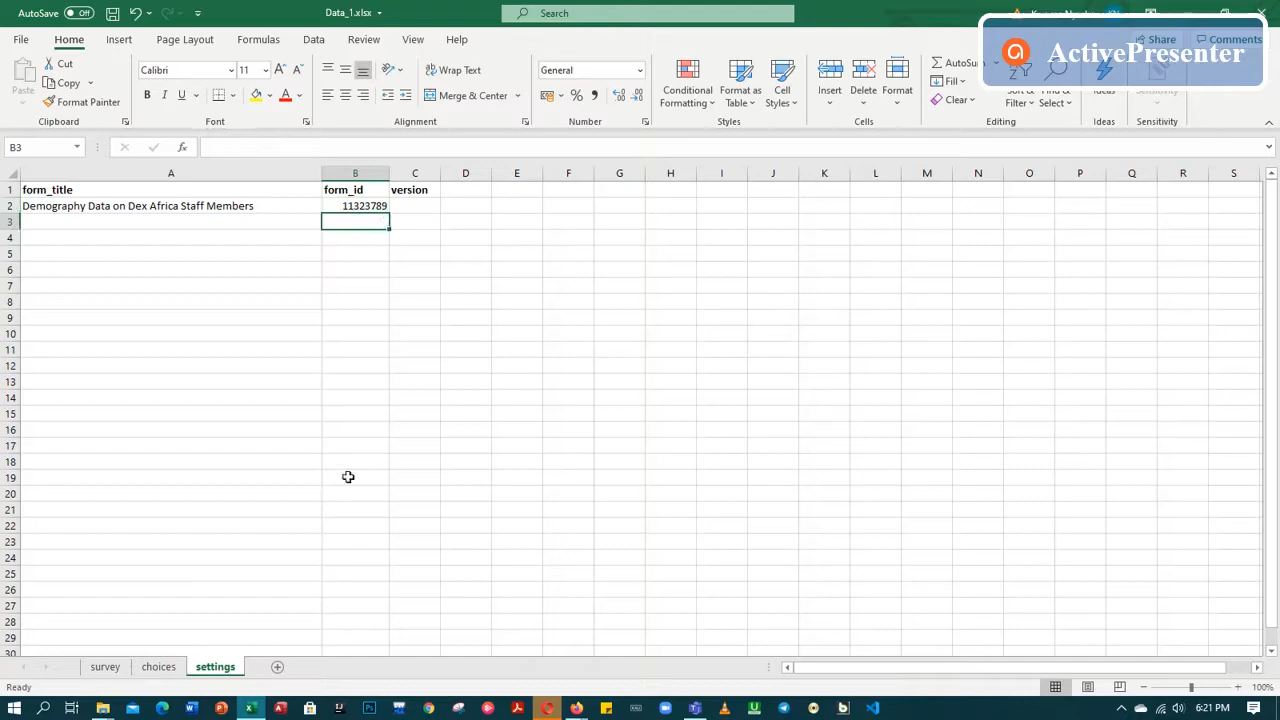 AutoSave Off Data_1.xlsx Search
File Home Insert Page Layout Formulas Data Review View Help Share Comments
ActivePresenter
Paste Cut Calibri 11 Wrap Text General Conditional Formatting Format as Table Cell Styles Insert Delete Format AutoSum Sort & Filter Find & Select Ideas Sensitivity
Copy Fill
Format Painter B I U Merge & Center Clear
Clipboard Font Alignment Number Styles Cells Editing Ideas Sensitivity
B3 fx
A B C D E F G H I J K L M N O P Q R S
1 form_title form_id version
2 Demography Data on Dex Africa Staff Members 11323789
3
4
5
6
7
8
9
10
11
12
13
14
15
16
17
18
19
20
21
22
23
24
25
26
27
28
29
30
survey choices settings
Ready 100%
6:21 PM